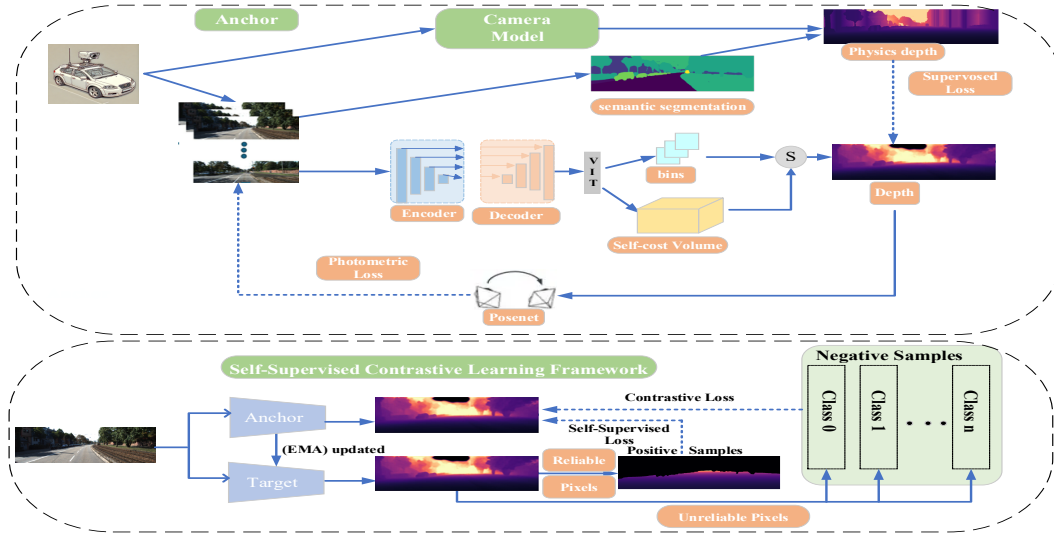 Anchor
Camera
Model
Physics depth
semantic segmentation
Supervosed
Loss
VIT
bins
S
Encoder
Decoder
Depth
Self-cost Volume
Photometric
Loss
Posenet
Negative Samples
Self-Supervised Contrastive Learning Framework
Class 0
Class 1
Class n
Contrastive Loss
Anchor
Self-Supervised
Loss
(EMA) updated
Positive Samples
Reliable
Pixels
Target
Unreliable Pixels